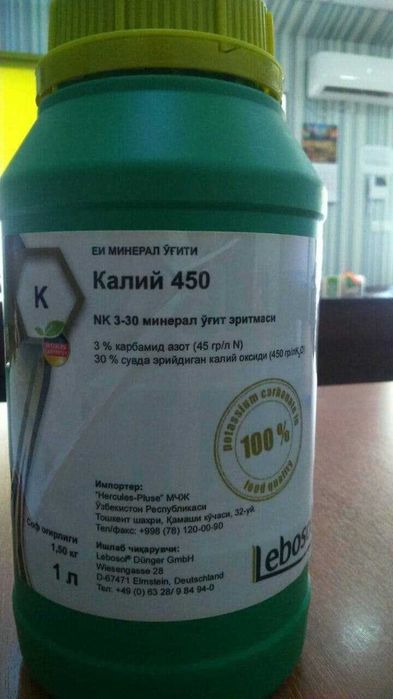 K
ЕИ МИНЕРАЛ ЎҒИТИ
Калий 450
NK 3-30 минерал ўғит эритмаси
3 % карбамид азот (45 гр/л N)
30 % сувда эрийдиган калий оксиди (450 гр/лK₂O)
potassium carbonate in
100 %
food quality
Импортер:
"Hercules-Pluse" МЧЖ
Ўзбекистон Республикаси
Тошкент шахри, Қамаши кўчаси, 32-уй.
Тел/факс: +998 (78) 120-00-90
Ишлаб чиқарувчи:
Lebosol® Dünger GmbH
Wiesengasse 28
D-67471 Elmstein, Deutschland
Тел: +49 (0) 63 28/ 9 84 94-0
Соф оғирлиги
1,50 кг
1 л